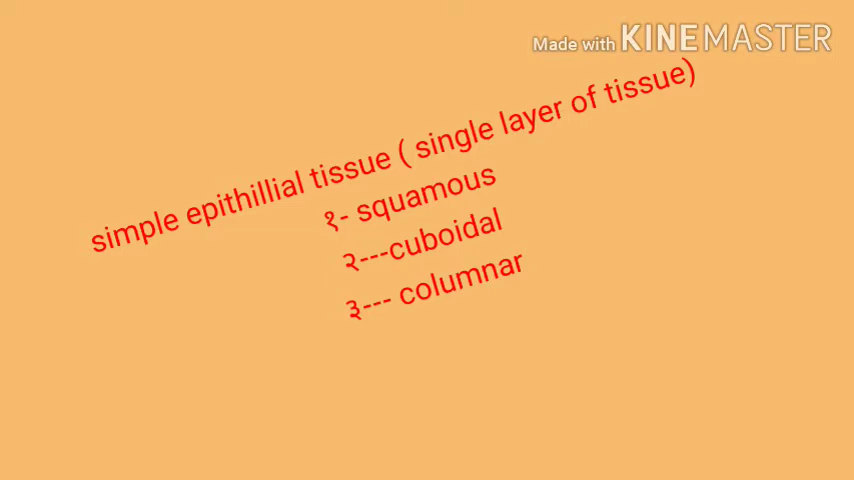 Made with KINEMASTER
simple epithillial tissue ( single layer of tissue)
१- squamous
२---cuboidal
३--- columnar